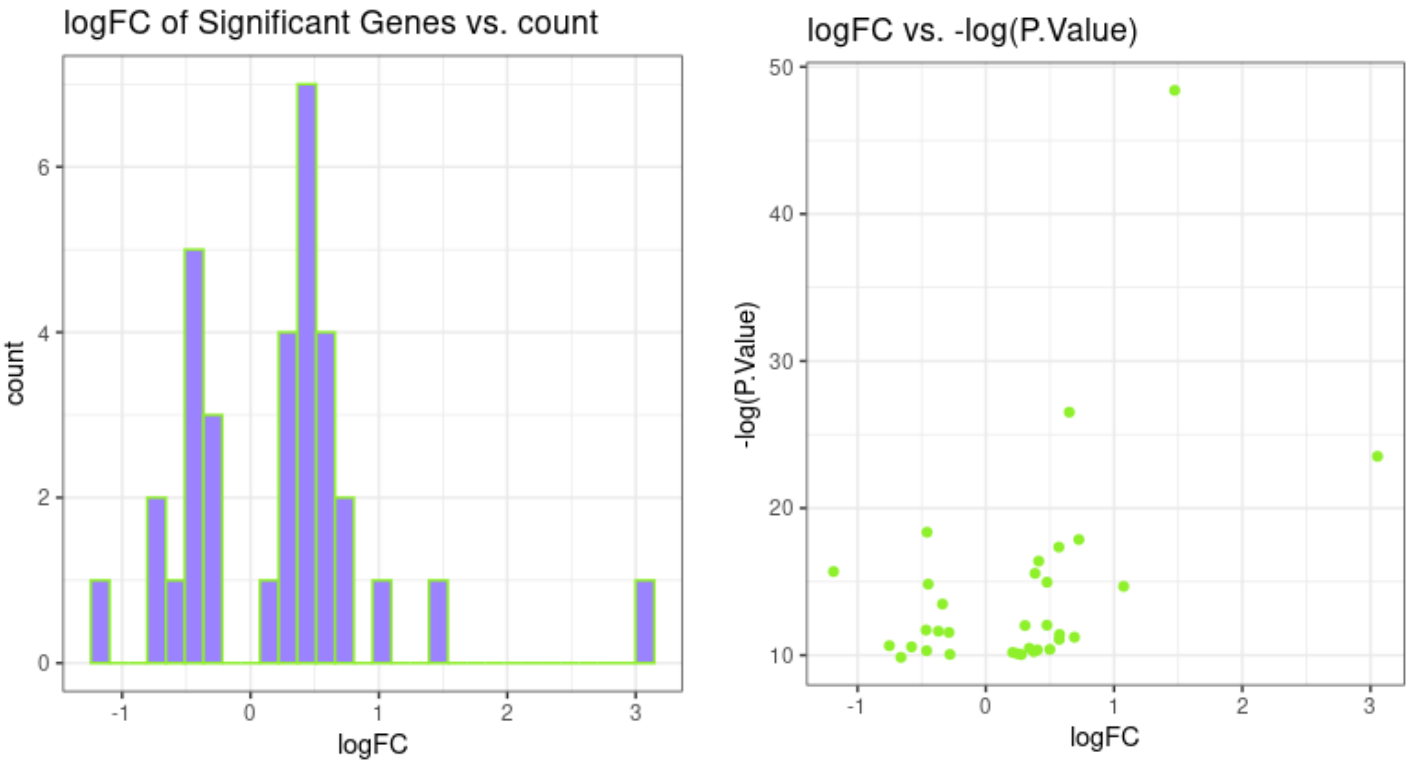 logFC of Significant Genes vs. count
6
4
2
0
count
-1 0 1 2 3
logFC
logFC vs. -log(P.Value)
50
40
30
20
10
-log(P.Value)
-1 0 1 2 3
logFC